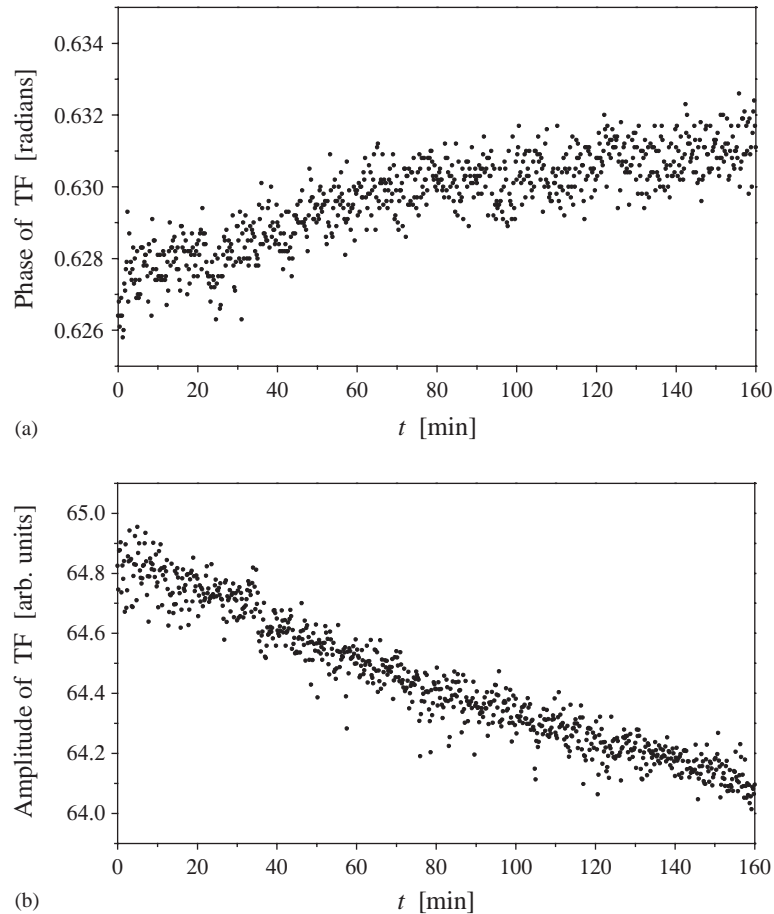 0.634
0.632
0.630
0.628
0.626
Phase of TF [radians]
0 20 40 60 80 100 120 140 160
(a)
t [min]
65.0
64.8
64.6
64.4
64.2
64.0
Amplitude of TF [arb. units]
0 20 40 60 80 100 120 140 160
(b)
t [min]